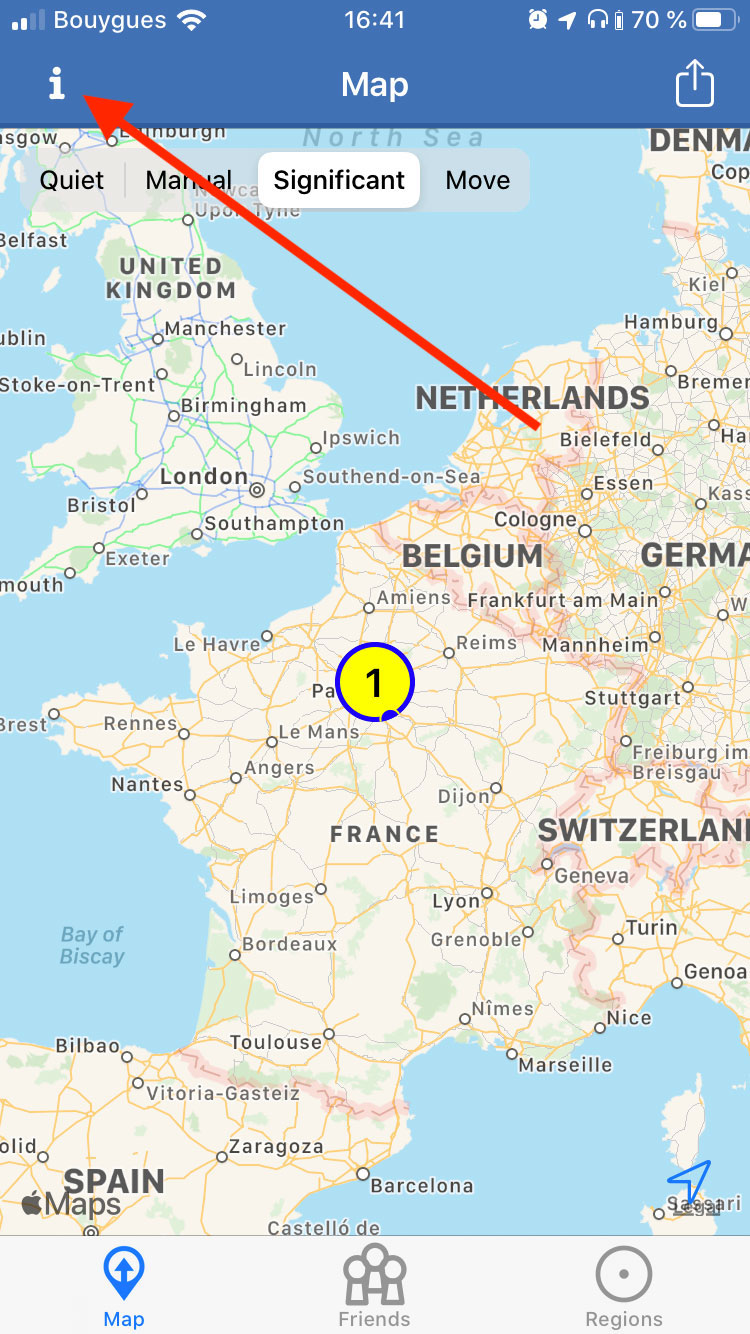 Bouygues 16:41 70 %
i Map
sgow Edinburgh North Sea DENMA
Quiet Manual Significant Move Cop
Newca
Upon Tyne
Belfast
UNITED
KINGDOM
Kiel
Hamburg
ublin Manchester
Lincoln
Stoke-on-Trent Bremer
Birmingham NETHERLANDS
Ipswich Bielefeld Ha
London Southend-on-Sea Essen
Bristol Kass
Southampton Cologne
Exeter BELGIUM GERMA
mouth
Amiens Frankfurt am Main W
Le Havre Reims Mannheim
Pa 1 Stuttgart
Brest Rennes Le Mans
Freiburg im
Breisgau
Angers
Nantes Dijon
FRANCE SWITZERLAN
Geneva
Limoges Lyon
Bay of
Biscay
Bordeaux Grenoble Turin
Genoa
Nîmes Nice
Bilbao Toulouse
Marseille
Vitoria-Gasteiz
olid Zaragoza
SPAIN Barcelona
Maps Sassari
Legal
Castelló de
Map Friends Regions